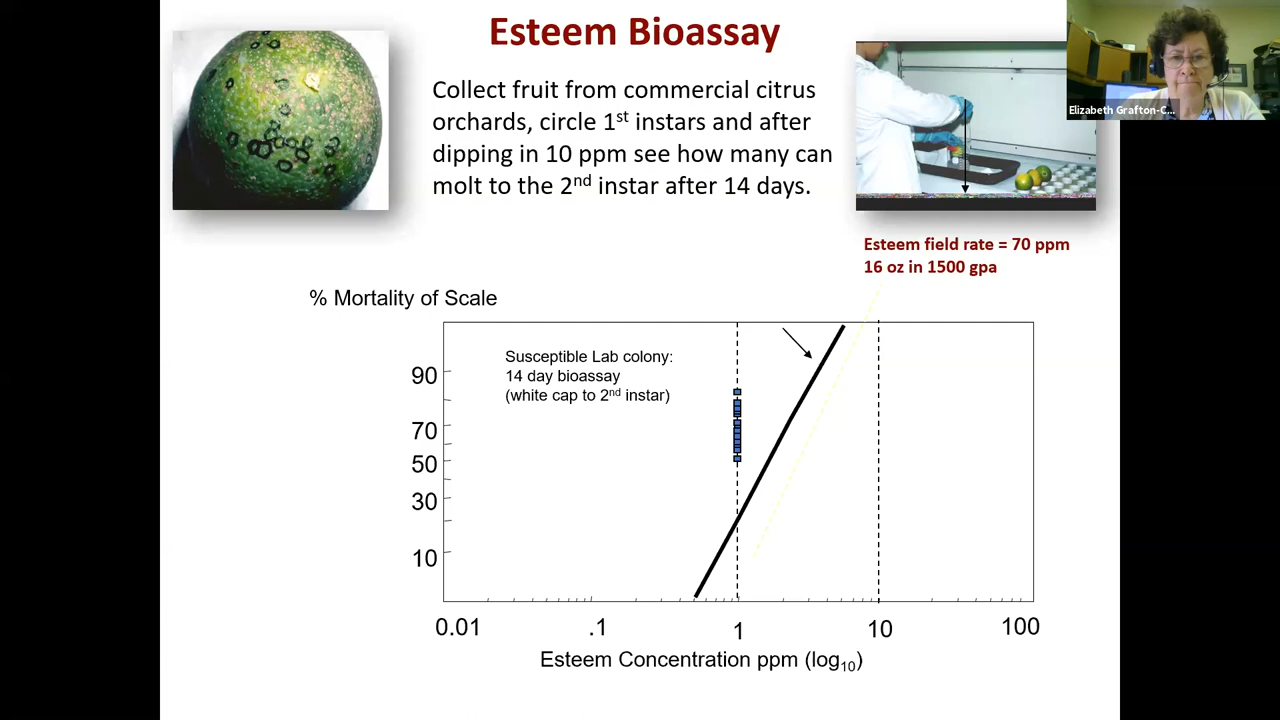 Esteem Bioassay
Collect fruit from commercial citrus
orchards, circle 1st instars and after
dipping in 10 ppm see how many can
molt to the 2nd instar after 14 days.
Elizabeth Grafton-C...
Esteem field rate = 70 ppm
16 oz in 1500 gpa
% Mortality of Scale
Susceptible Lab colony:
14 day bioassay
(white cap to 2nd instar)
90
70
50
30
10
0.01 .1 1 10 100
Esteem Concentration ppm (log10)